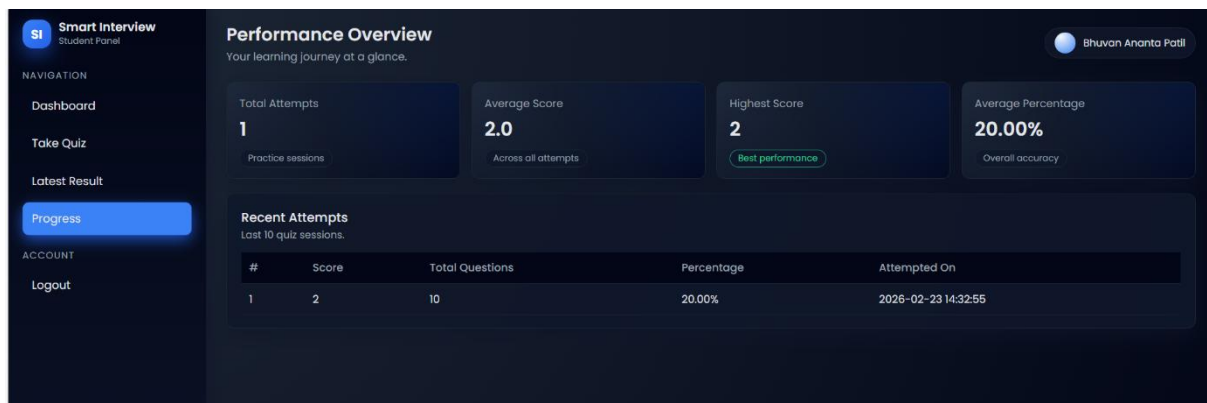 SI
Smart Interview
Student Panel
NAVIGATION
Dashboard
Take Quiz
Latest Result
Progress
ACCOUNT
Logout
Performance Overview
Your learning journey at a glance.
Bhuvan Ananta Patil
Total Attempts
1
Practice sessions
Average Score
2.0
Across all attempts
Highest Score
2
Best performance
Average Percentage
20.00%
Overall accuracy
Recent Attempts
Last 10 quiz sessions.
# Score Total Questions Percentage Attempted On
1 2 10 20.00% 2026-02-23 14:32:55